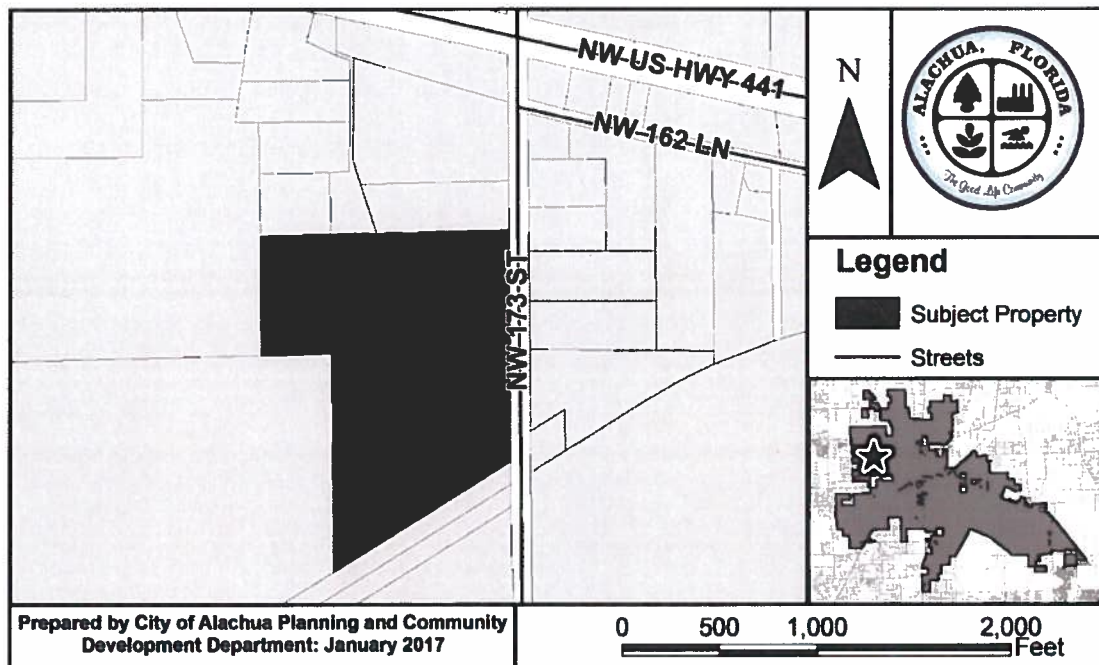 NW US HWY 441
NW 162 LN
NW 173 ST
N
ALACHUA, FLORIDA
The Good Life Community
Legend
Subject Property
Streets
Prepared by City of Alachua Planning and Community
Development Department: January 2017
0 500 1,000 2,000
Feet